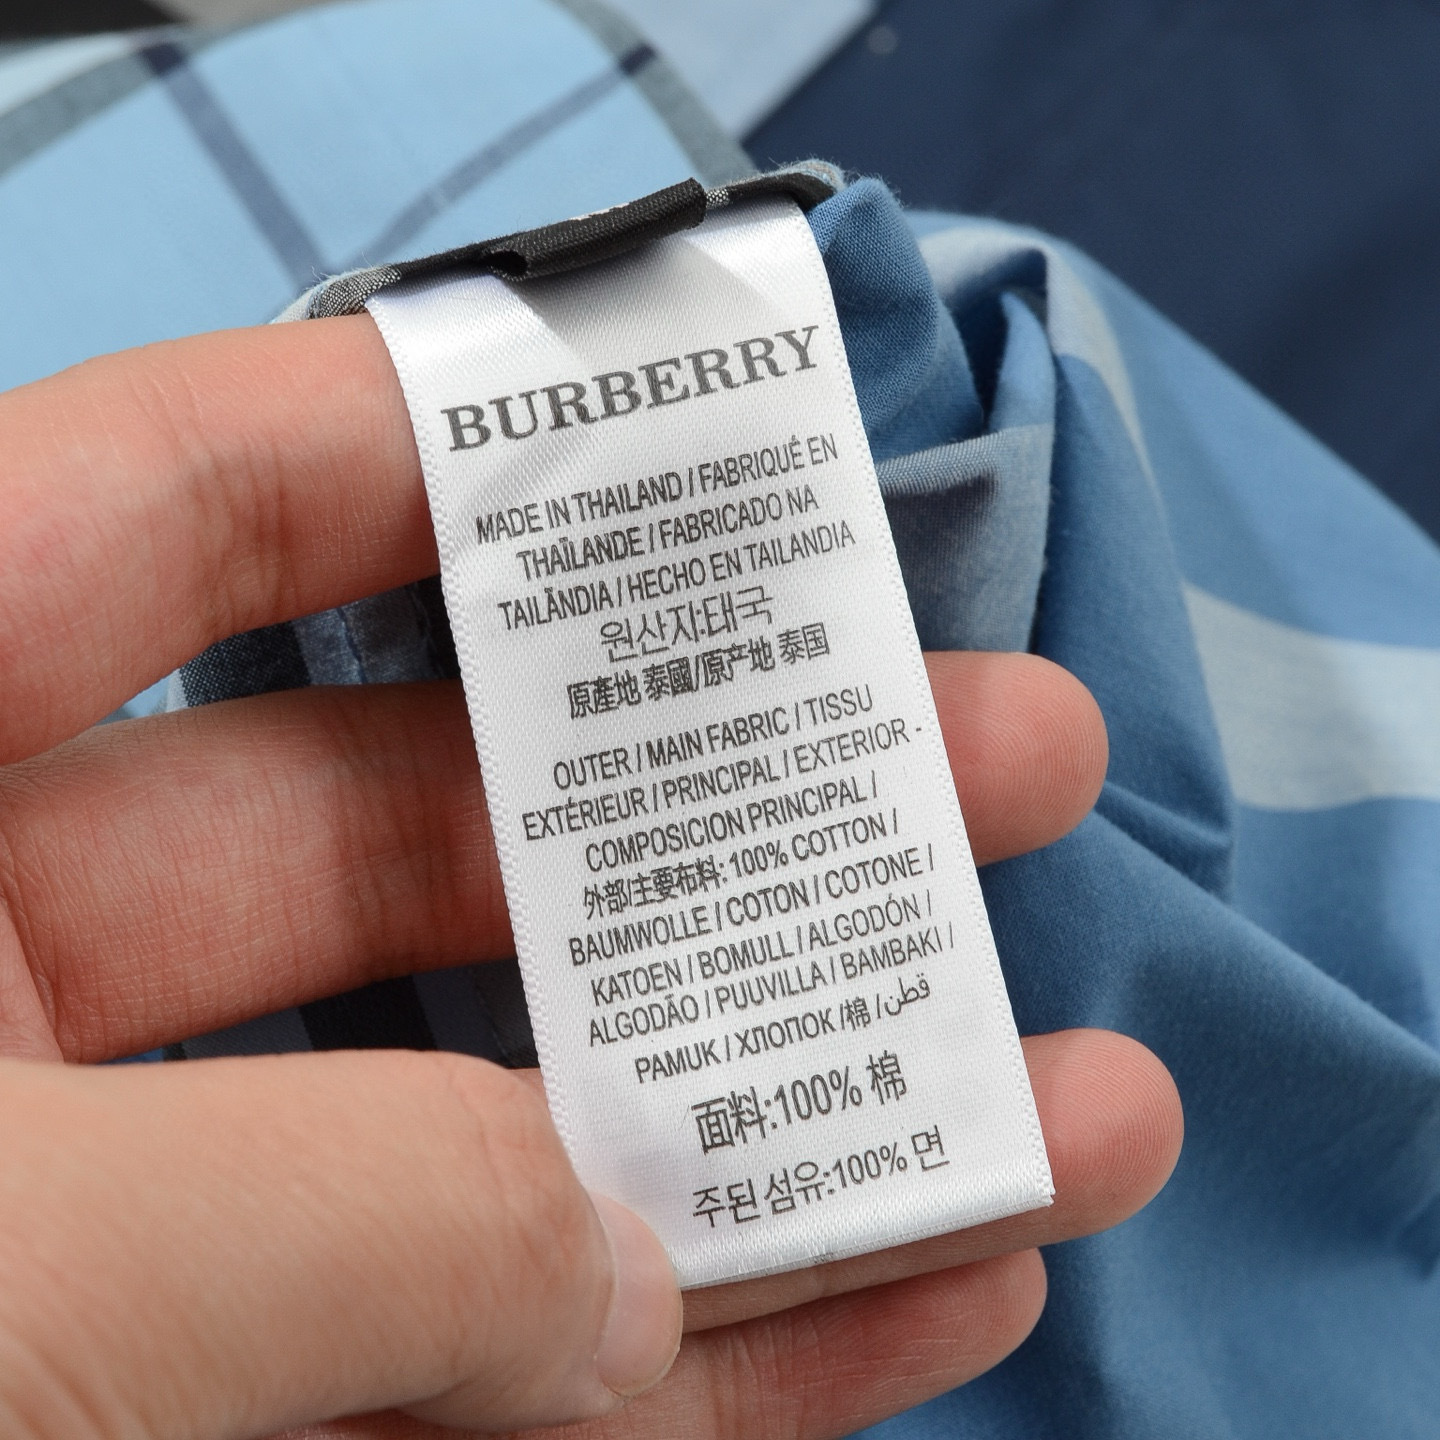 BURBERRY
MADE IN THAILAND / FABRIQUÉ EN
THAÏLANDE / FABRICADO NA
TAILÃNDIA / HECHO EN TAILANDIA
원산지:태국
原產地 泰國/原产地 泰国
OUTER / MAIN FABRIC / TISSU
EXTÉRIEUR / PRINCIPAL / EXTERIOR -
COMPOSICION PRINCIPAL /
外部/主要布料: 100% COTTON /
BAUMWOLLE / COTON / COTONE /
KATOEN / BOMULL / ALGODÓN /
ALGODÃO / PUUVILLA / BAMBAKI /
PAMUK / ХЛОПОК /棉 / قطن
面料:100% 棉
주된 섬유:100% 면